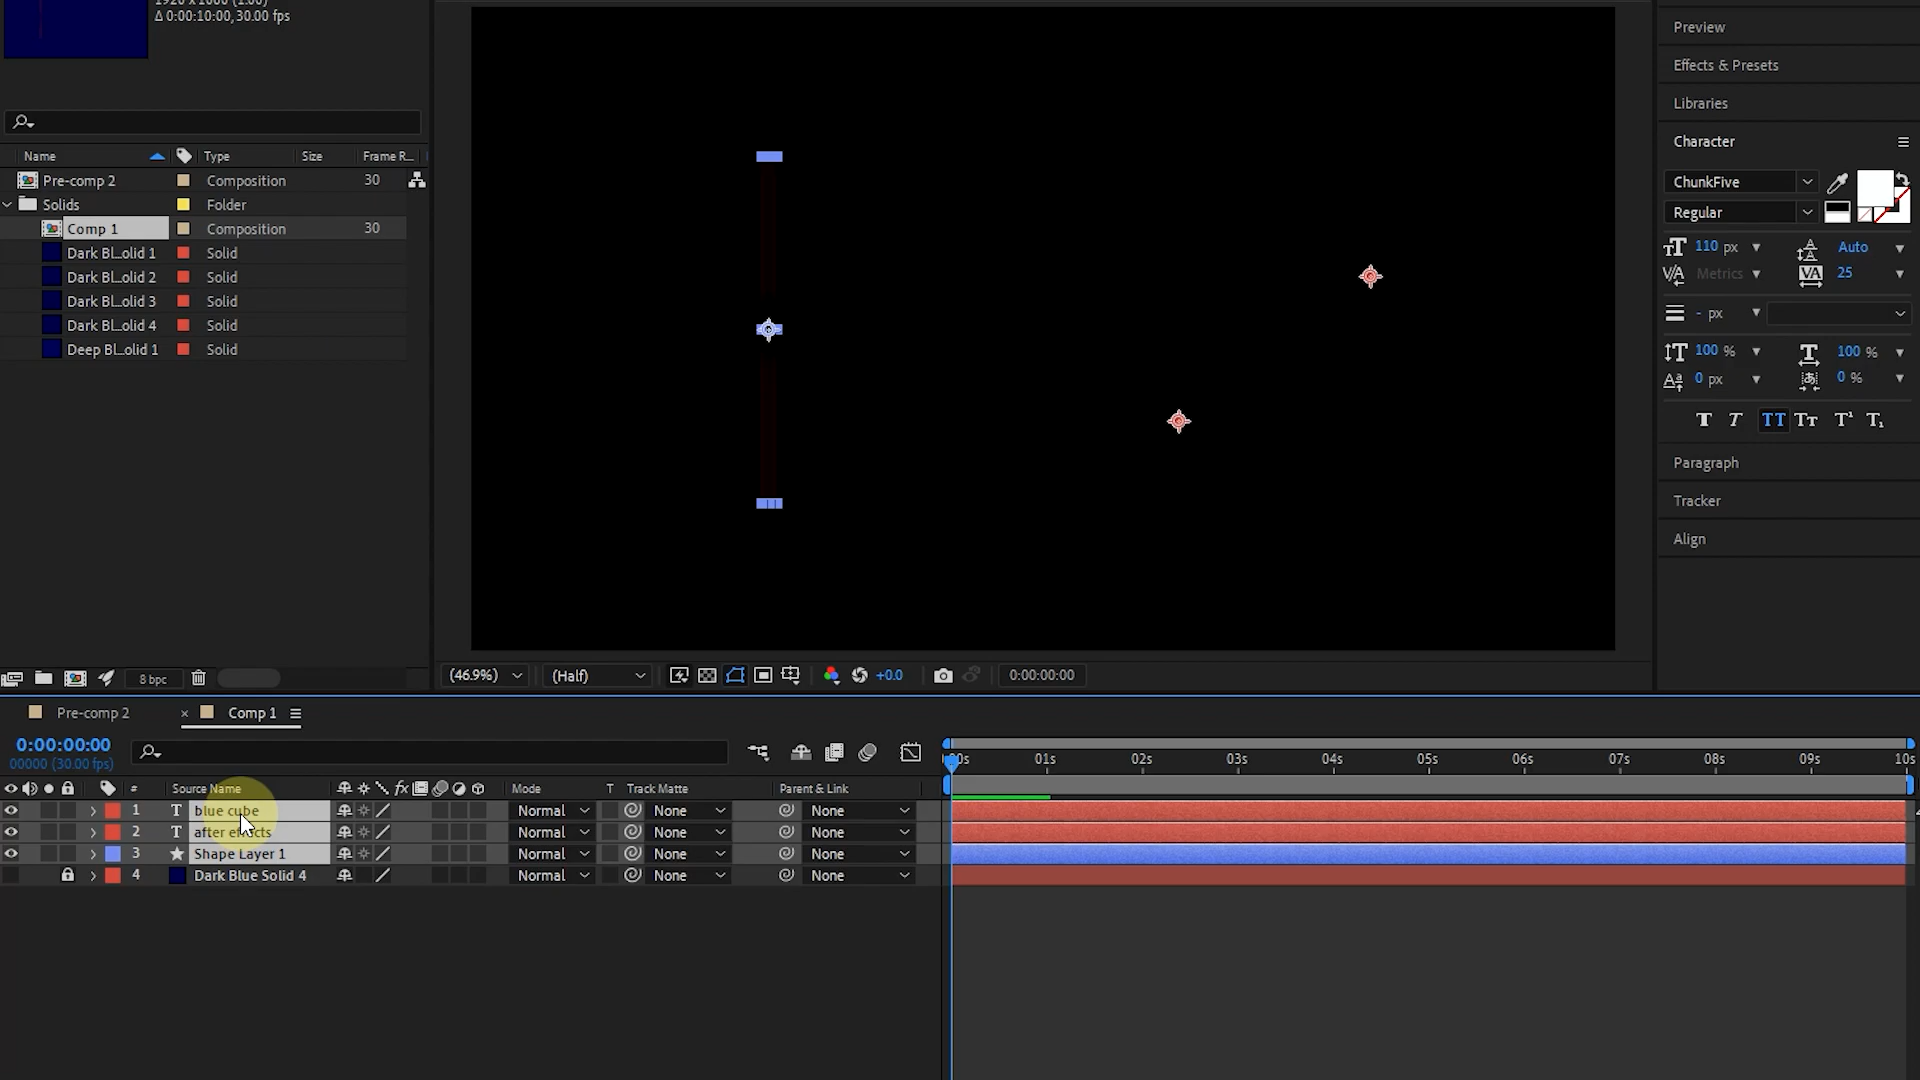 1920 x 1080 (1.00)
Δ 0:00:10:00, 30.00 fps
Name Type Size Frame R...
Pre-comp 2 Composition 30
Solids Folder
Comp 1 Composition 30
Dark Bl...olid 1 Solid
Dark Bl...olid 2 Solid
Dark Bl...olid 3 Solid
Dark Bl...olid 4 Solid
Deep Bl...olid 1 Solid
8 bpc
(46.9%) (Half) +0.0 0:00:00:00
Preview
Effects & Presets
Libraries
Character
ChunkFive
Regular
110 px Auto
Metrics 25
- px
100 % 100 %
0 px 0 %
Paragraph
Tracker
Align
Pre-comp 2 × Comp 1
0:00:00:00
00000 (30.00 fps)
:00s 01s 02s 03s 04s 05s 06s 07s 08s 09s 10s
# Source Name fx Mode T Track Matte Parent & Link
1 T blue cube Normal None None
2 T after effects Normal None None
3 Shape Layer 1 Normal None None
4 Dark Blue Solid 4 Normal None None